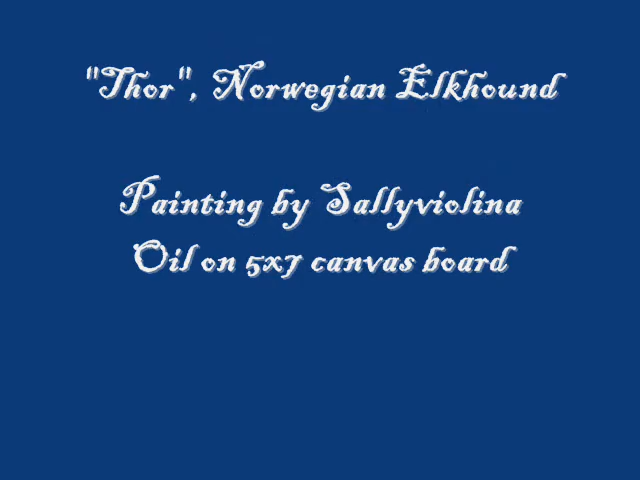 "Thor", Norwegian Elkhound
Painting by Sallyviolina
Oil on 5x7 canvas board